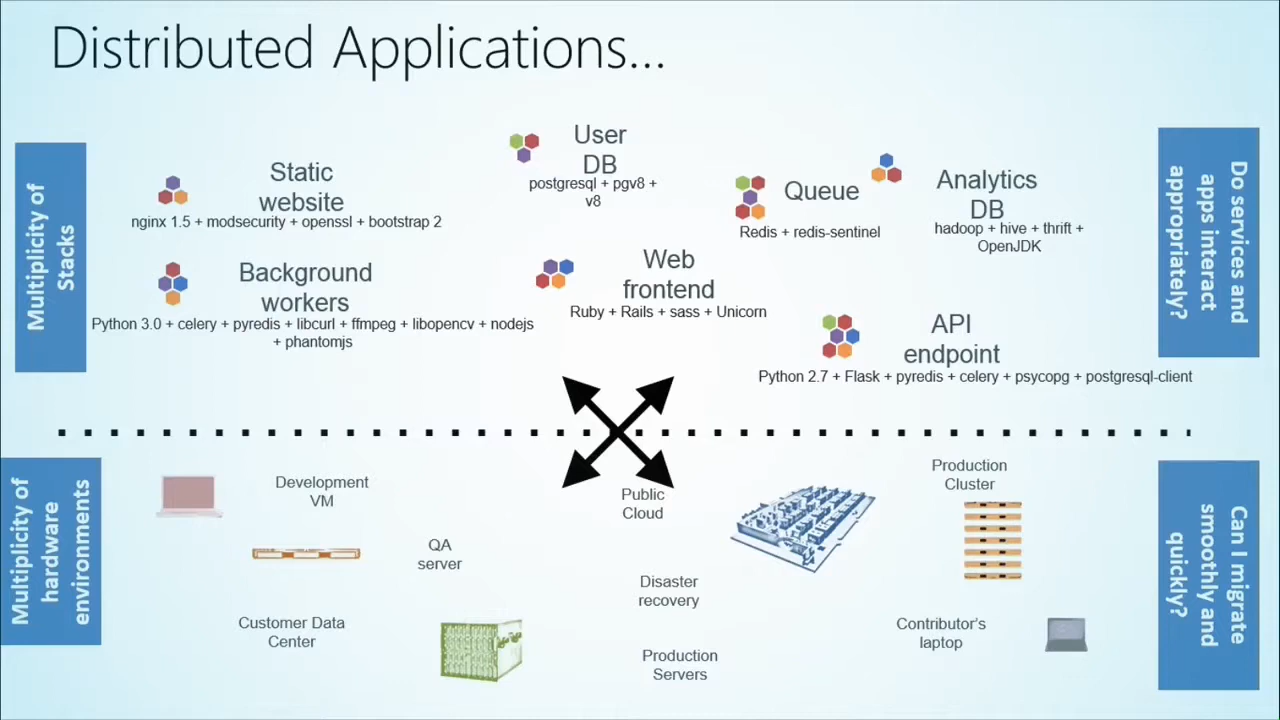 Distributed Applications...
Multiplicity of
Stacks
Static
website
nginx 1.5 + modsecurity + openssl + bootstrap 2
Background
workers
Python 3.0 + celery + pyredis + libcurl + ffmpeg + libopencv + nodejs
+ phantomjs
User
DB
postgresql + pgv8 +
v8
Web
frontend
Ruby + Rails + sass + Unicorn
Queue
Redis + redis-sentinel
Analytics
DB
hadoop + hive + thrift +
OpenJDK
API
endpoint
Python 2.7 + Flask + pyredis + celery + psycopg + postgresql-client
Do services and
apps interact
appropriately?
Multiplicity of
hardware
environments
Development
VM
QA
server
Customer Data
Center
Public
Cloud
Disaster
recovery
Production
Servers
Production
Cluster
Contributor's
laptop
Can I migrate
smoothly and
quickly?